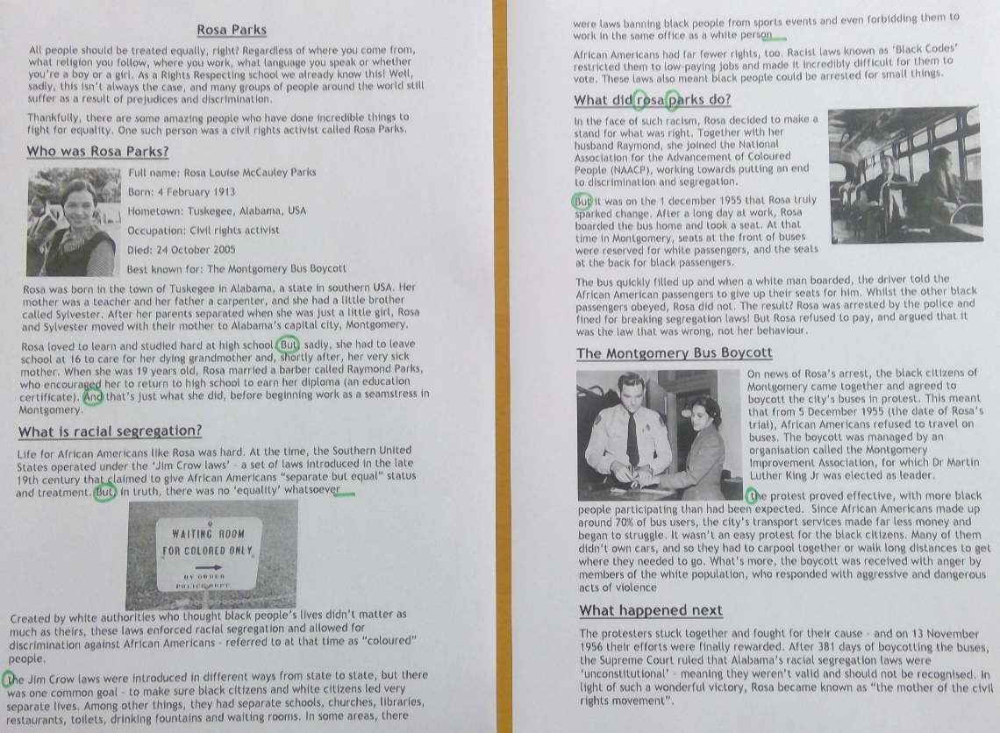 Rosa Parks
All people should be treated equally, right? Regardless of where you come from,
what religion you follow, where you work, what language you speak or whether
you're a boy or a girl. As a Rights Respecting school we already know this! Well,
sadly, this isn't always the case, and many groups of people around the world still
suffer as a result of prejudices and discrimination.
Thankfully, there are some amazing people who have done incredible things to
fight for equality. One such person was a civil rights activist called Rosa Parks.
Who was Rosa Parks?
Full name: Rosa Louise McCauley Parks
Born: 4 February 1913
Hometown: Tuskegee, Alabama, USA
Occupation: Civil rights activist
Died: 24 October 2005
Best known for: The Montgomery Bus Boycott
Rosa was born in the town of Tuskegee in Alabama, a state in southern USA. Her
mother was a teacher and her father a carpenter, and she had a little brother
called Sylvester. After her parents separated when she was just a little girl, Rosa
and Sylvester moved with their mother to Alabama's capital city, Montgomery.
Rosa loved to learn and studied hard at high school. But, sadly, she had to leave
school at 16 to care for her dying grandmother and, shortly after, her very sick
mother. When she was 19 years old, Rosa married a barber called Raymond Parks,
who encouraged her to return to high school to earn her diploma (an education
certificate). And that's just what she did, before beginning work as a seamstress in
Montgomery.
What is racial segregation?
Life for African Americans like Rosa was hard. At the time, the Southern United
States operated under the 'Jim Crow laws' - a set of laws introduced in the late
19th century that claimed to give African Americans "separate but equal" status
and treatment. But, in truth, there was no 'equality' whatsoever
WAITING ROOM
FOR COLORED ONLY
BY ORDER
POLICE DEPT.
Created by white authorities who thought black people's lives didn't matter as
much as theirs, these laws enforced racial segregation and allowed for
discrimination against African Americans - referred to at that time as "coloured"
people.
the Jim Crow laws were introduced in different ways from state to state, but there
was one common goal - to make sure black citizens and white citizens led very
separate lives. Among other things, they had separate schools, churches, libraries,
restaurants, toilets, drinking fountains and waiting rooms. In some areas, there
were laws banning black people from sports events and even forbidding them to
work in the same office as a white person
African Americans had far fewer rights, too. Racist laws known as 'Black Codes'
restricted them to low-paying jobs and made it incredibly difficult for them to
vote. These laws also meant black people could be arrested for small things.
What did rosa parks do?
In the face of such racism, Rosa decided to make a
stand for what was right. Together with her
husband Raymond, she joined the National
Association for the Advancement of Coloured
People (NAACP), working towards putting an end
to discrimination and segregation.
But it was on the 1 december 1955 that Rosa truly
sparked change. After a long day at work, Rosa
boarded the bus home and took a seat. At that
time in Montgomery, seats at the front of buses
were reserved for white passengers, and the seats
at the back for black passengers.
The bus quickly filled up and when a white man boarded, the driver told the
African American passengers to give up their seats for him. Whilst the other black
passengers obeyed, Rosa did not. The result? Rosa was arrested by the police and
fined for breaking segregation laws! But Rosa refused to pay, and argued that it
was the law that was wrong, not her behaviour.
The Montgomery Bus Boycott
On news of Rosa's arrest, the black citizens of
Montgomery came together and agreed to
boycott the city's buses in protest. This meant
that from 5 December 1955 (the date of Rosa's
trial), African Americans refused to travel on
buses. The boycott was managed by an
organisation called the Montgomery
Improvement Association, for which Dr Martin
Luther King Jr was elected as leader.
the protest proved effective, with more black
people participating than had been expected. Since African Americans made up
around 70% of bus users, the city's transport services made far less money and
began to struggle. It wasn't an easy protest for the black citizens. Many of them
didn't own cars, and so they had to carpool together or walk long distances to get
where they needed to go. What's more, the boycott was received with anger by
members of the white population, who responded with aggressive and dangerous
acts of violence
What happened next
The protesters stuck together and fought for their cause - and on 13 November
1956 their efforts were finally rewarded. After 381 days of boycotting the buses,
the Supreme Court ruled that Alabama's racial segregation laws were
'unconstitutional' - meaning they weren't valid and should not be recognised. In
light of such a wonderful victory, Rosa became known as "the mother of the civil
rights movement".